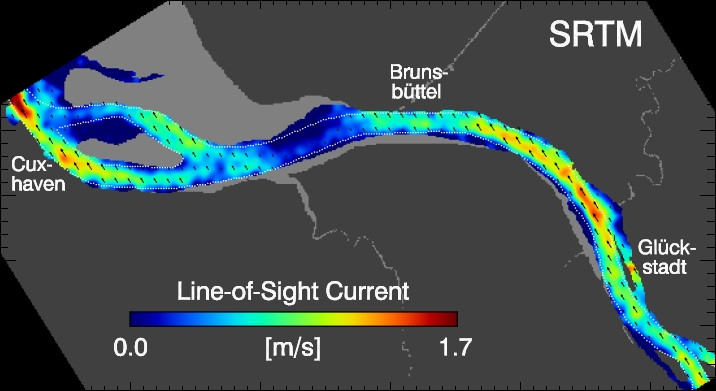 SRTM
Bruns-
büttel
Cux-
haven
Glück-
stadt
Line-of-Sight Current
0.0 [m/s] 1.7